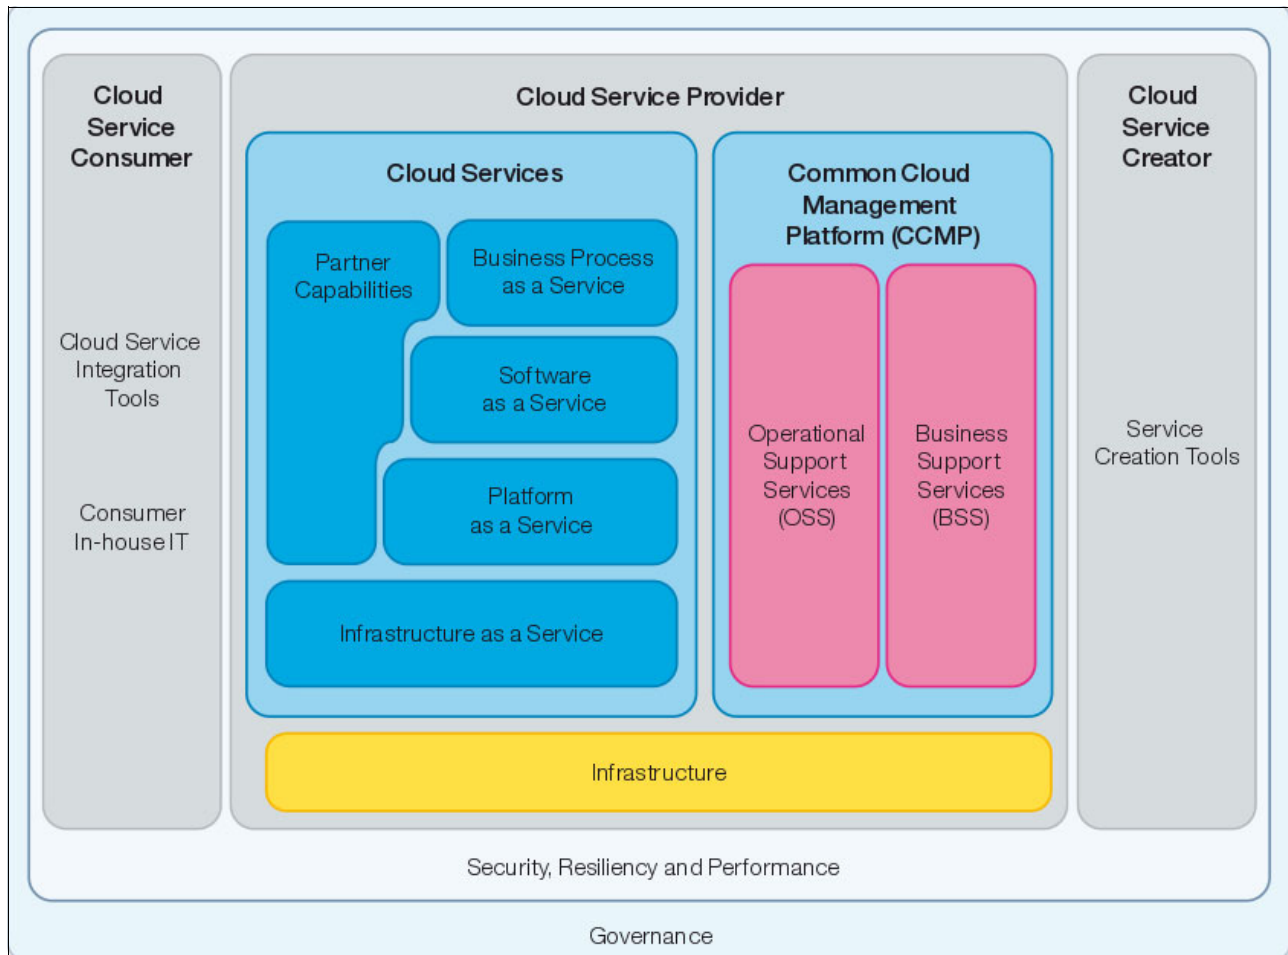 Cloud
Service
Consumer
Cloud Service
Integration
Tools
Consumer
In-house IT
Cloud Service Provider
Cloud Services
Partner
Capabilities
Business Process
as a Service
Software
as a Service
Platform
as a Service
Infrastructure as a Service
Common Cloud
Management
Platform (CCMP)
Operational
Support
Services
(OSS)
Business
Support
Services
(BSS)
Infrastructure
Cloud
Service
Creator
Service
Creation Tools
Security, Resiliency and Performance
Governance